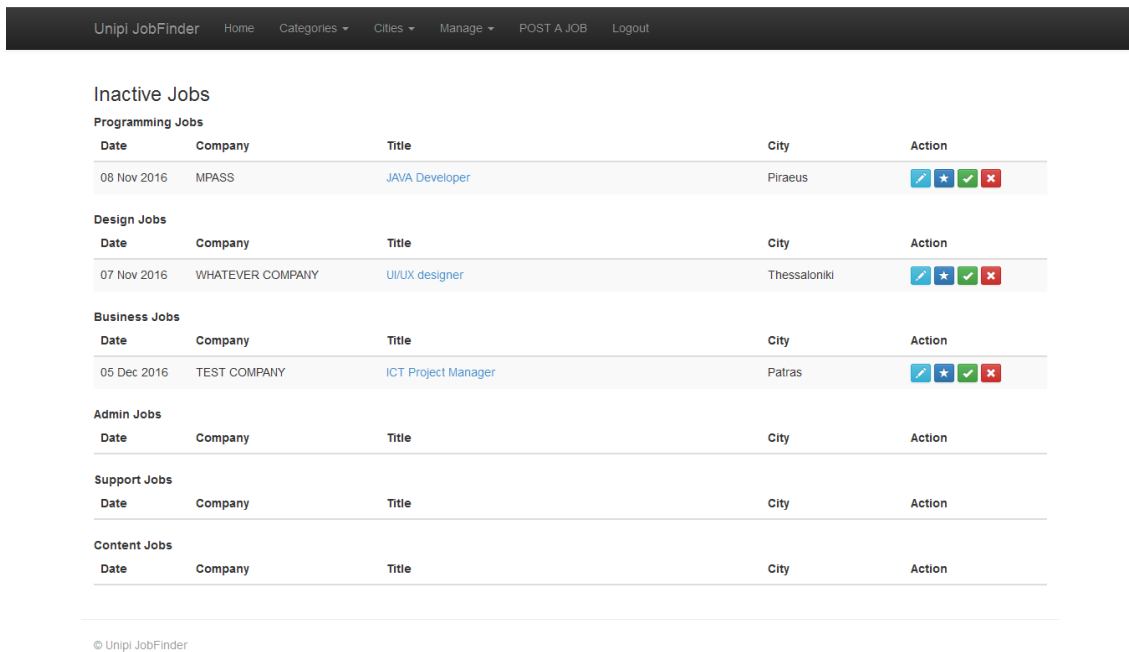 Unipi JobFinder Home Categories Cities Manage POST A JOB Logout
Inactive Jobs
Programming Jobs
Date Company Title City Action
08 Nov 2016 MPASS JAVA Developer Piraeus
Design Jobs
Date Company Title City Action
07 Nov 2016 WHATEVER COMPANY UI/UX designer Thessaloniki
Business Jobs
Date Company Title City Action
05 Dec 2016 TEST COMPANY ICT Project Manager Patras
Admin Jobs
Date Company Title City Action
Support Jobs
Date Company Title City Action
Content Jobs
Date Company Title City Action
© Unipi JobFinder